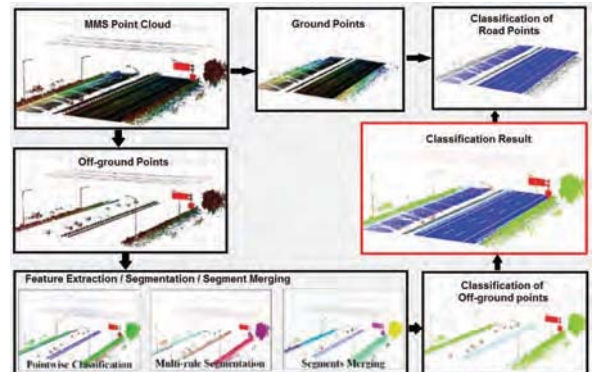 MMS Point Cloud
Ground Points
Classification of
Road Points
Off-ground Points
Classification Result
Feature Extraction / Segmentation / Segment Merging
Pointwise Classification
Multi-rule Segmentation
Segments Merging
Classification of
Off-ground points